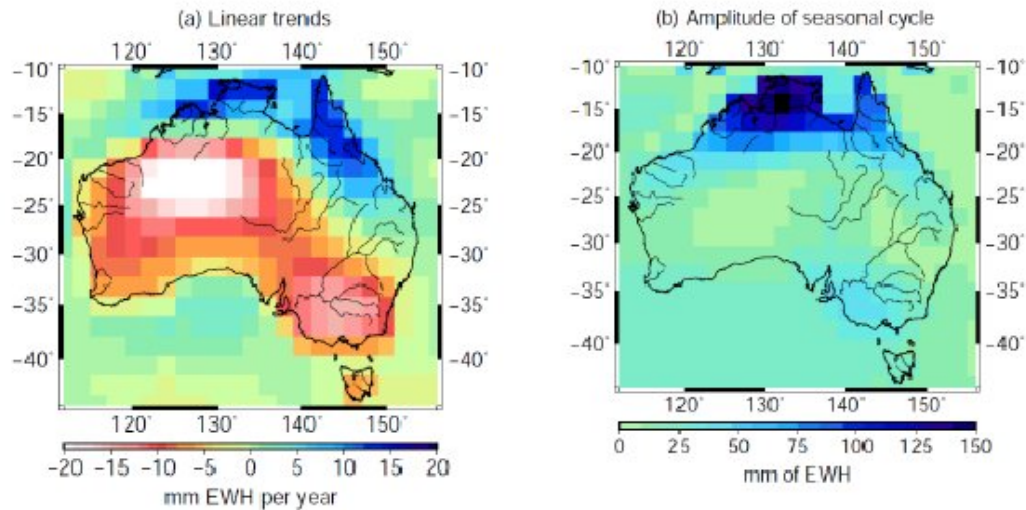 (a) Linear trends
120° 130° 140° 150°
-10° -10°
-15° -15°
-20° -20°
-25° -25°
-30° -30°
-35° -35°
-40° -40°
120° 130° 140° 150°
-20 -15 -10 -5 0 5 10 15 20
mm EWH per year
(b) Amplitude of seasonal cycle
120° 130° 140° 150°
-10° -10°
-15° -15°
-20° -20°
-25° -25°
-30° -30°
-35° -35°
-40° -40°
120° 130° 140° 150°
0 25 50 75 100 125 150
mm of EWH